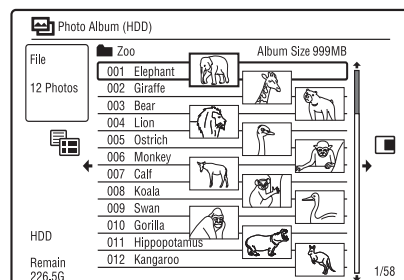 Photo Album (HDD)
File
12 Photos
Zoo
Album Size 999MB
001 Elephant
002 Giraffe
003 Bear
004 Lion
005 Ostrich
006 Monkey
007 Calf
008 Koala
009 Swan
010 Gorilla
011 Hippopotamus
012 Kangaroo
HDD
Remain
226.5G
1/58